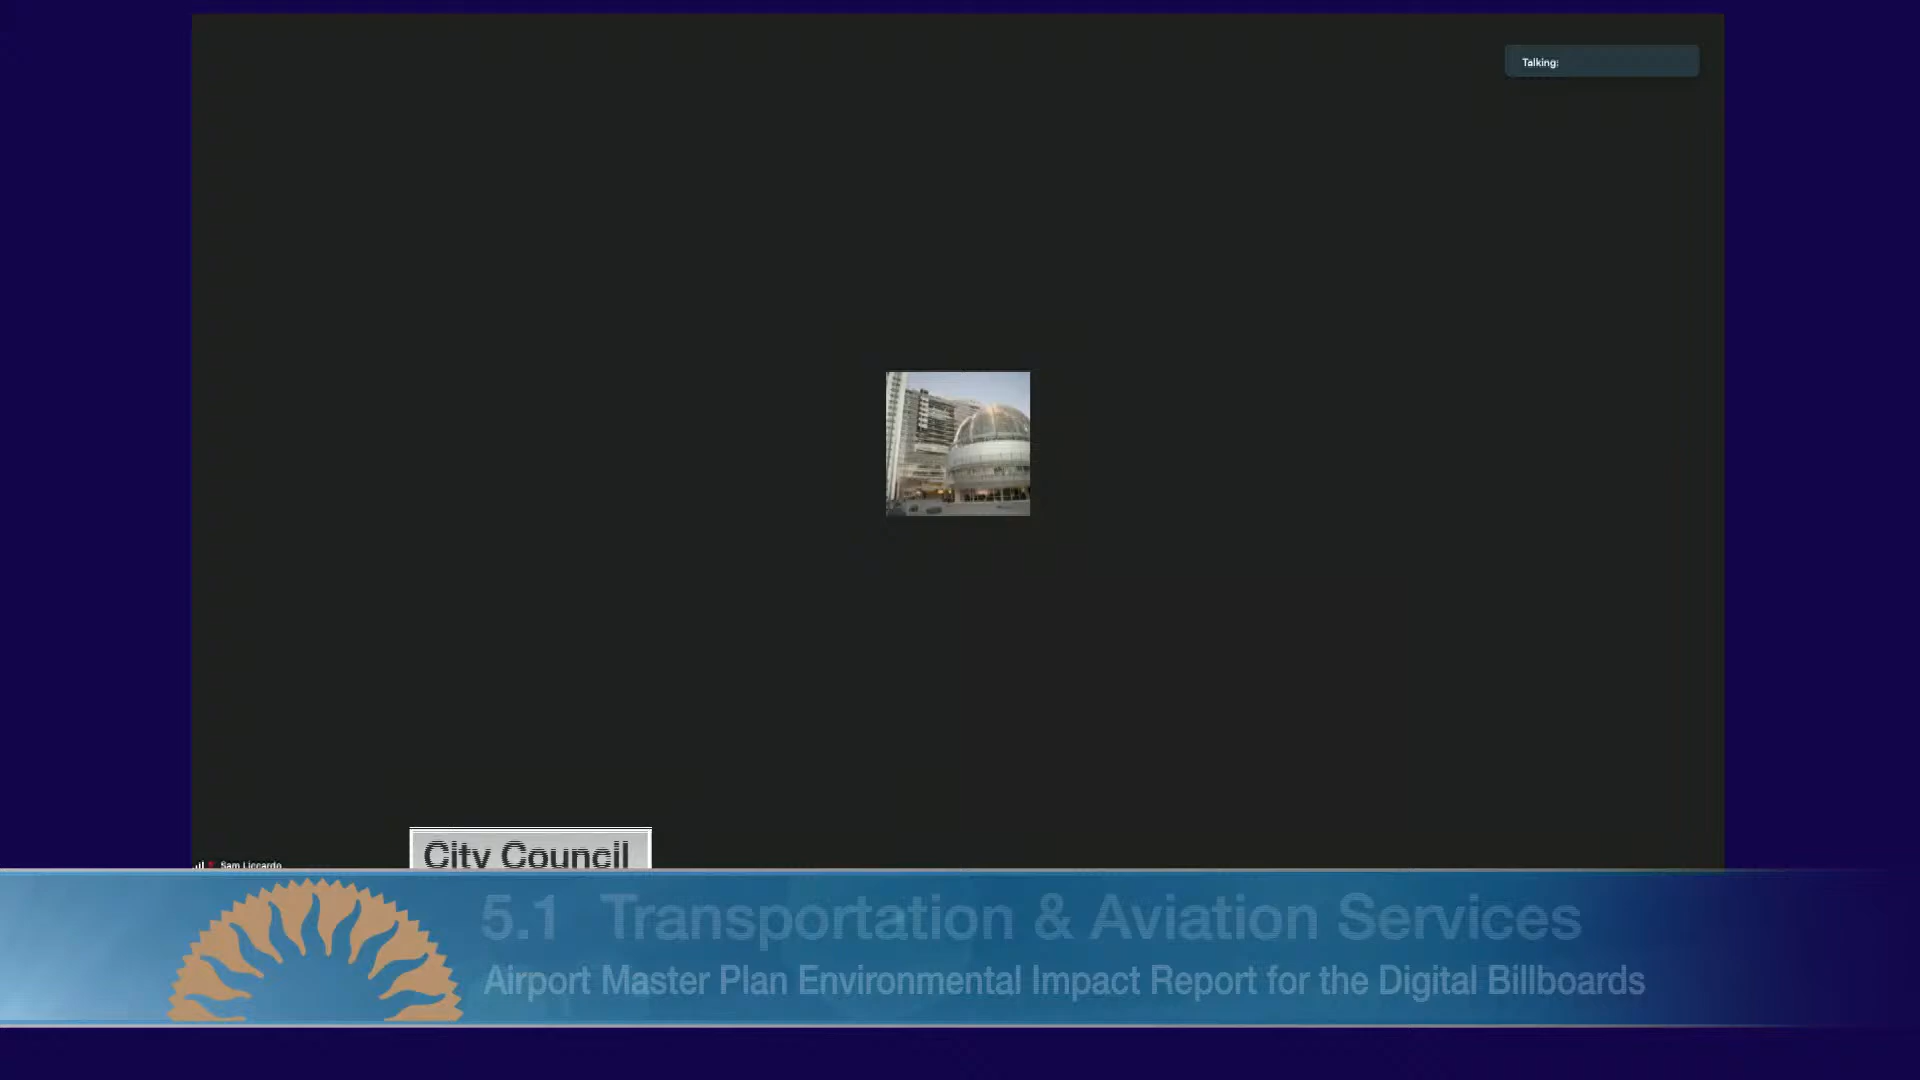 Talking:
City Council
Sam Liccardo
5.1 Transportation & Aviation Services
Airport Master Plan Environmental Impact Report for the Digital Billboards